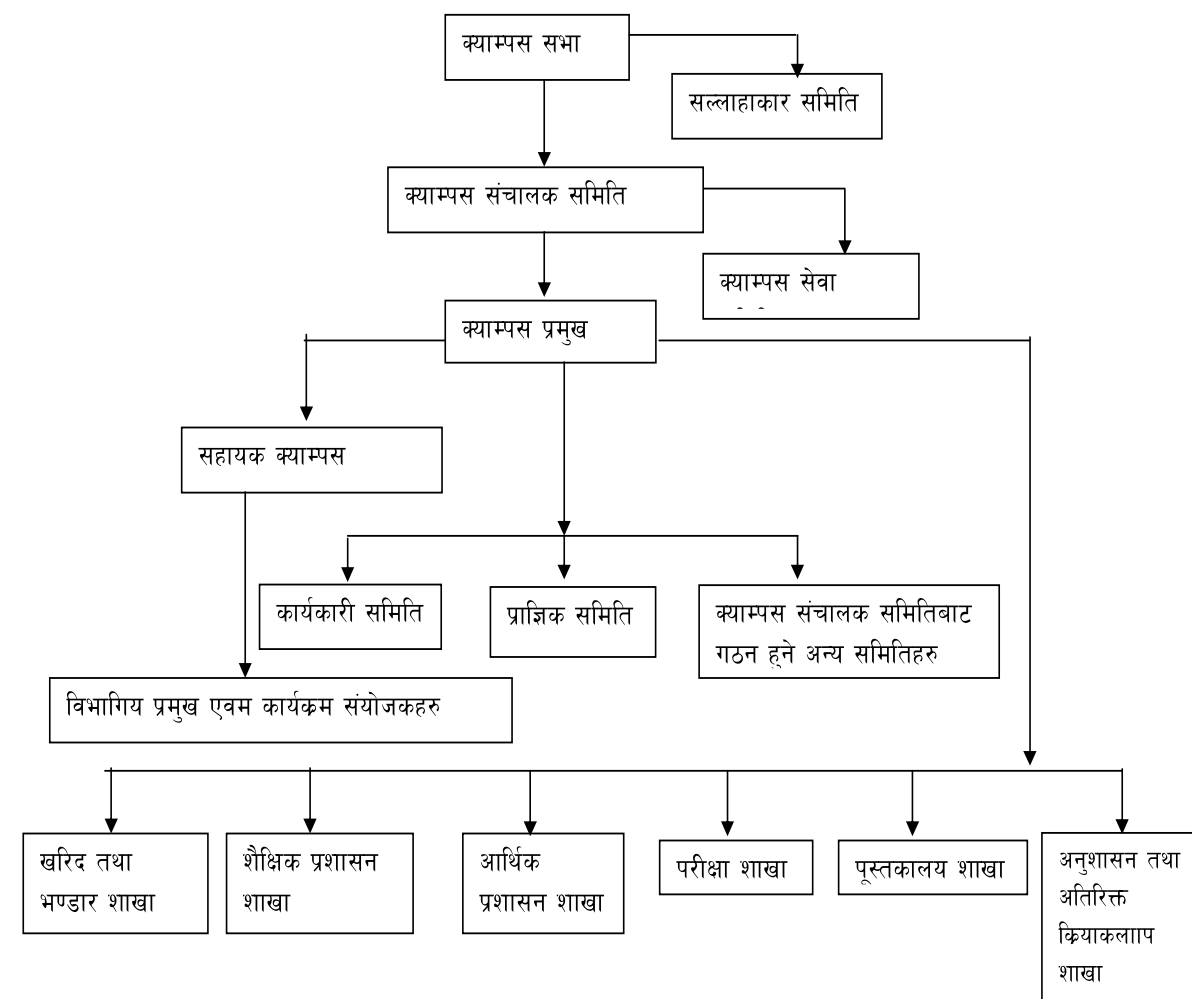 क्याम्पस सभा
सल्लाहाकार समिति
क्याम्पस संचालक समिति
क्याम्पस सेवा
क्याम्पस प्रमुख
सहायक क्याम्पस
कार्यकारी समिति
प्राज्ञिक समिति
क्याम्पस संचालक समितिबाट
गठन हुने अन्य समितिहरु
विभागिय प्रमुख एवम कार्यक्रम संयोजकहरु
खरिद तथा
भण्डार शाखा
शैक्षिक प्रशासन
शाखा
आर्थिक
प्रशासन शाखा
परीक्षा शाखा
पूस्तकालय शाखा
अनुशासन तथा
अतिरिक्त
क्रियाकलााप
शाखा